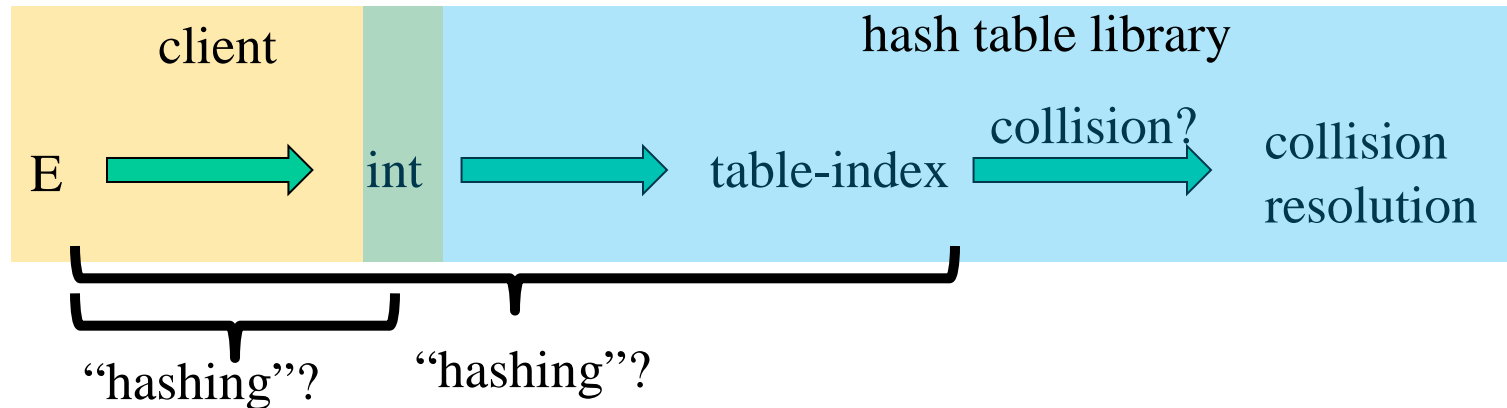 client
hash table library
E
int
table-index
collision?
collision
resolution
“hashing”?
“hashing”?